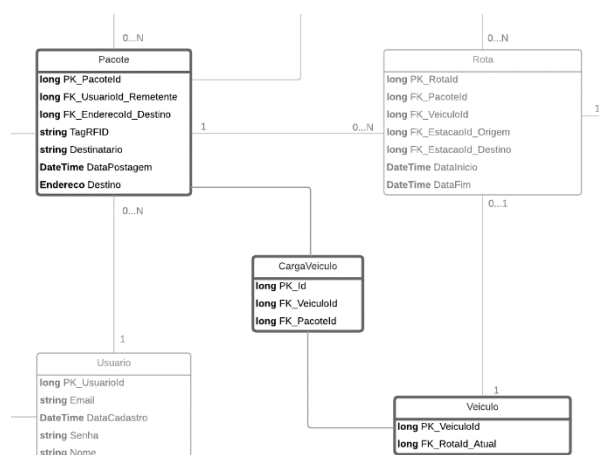 0...N
0...N
Pacote
long PK_PacoteId
long FK_UsuarioId_Remetente
long FK_EnderecoId_Destino
string TagRFID
string Destinatario
DateTime DataPostagem
Endereco Destino
Rota
long PK_RotaId
long FK_PacoteId
long FK_VeiculoId
long FK_EstacaoId_Origem
long FK_EstacaoId_Destino
DateTime DataInicio
DateTime DataFim
1
0...N
1
0...N
0...1
CargaVeiculo
long PK_Id
long FK_VeiculoId
long FK_PacoteId
1
1
Usuario
long PK_UsuarioId
string Email
DateTime DataCadastro
string Senha
string Nome
Veiculo
long PK_VeiculoId
long FK_RotaId_Atual